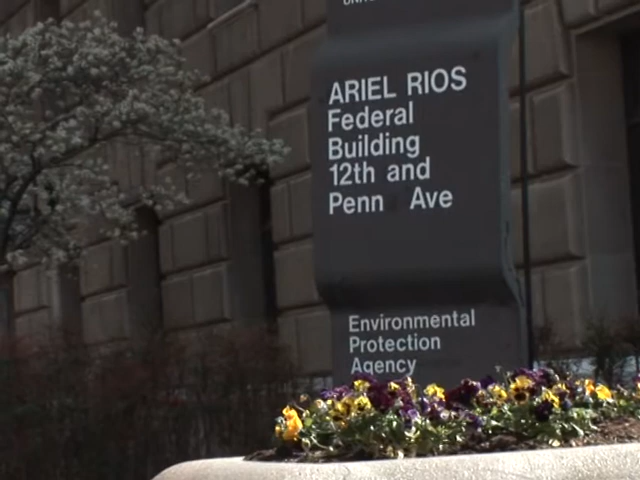 ARIEL RIOS
Federal
Building
12th and
Penn Ave
Environmental
Protection
Agency